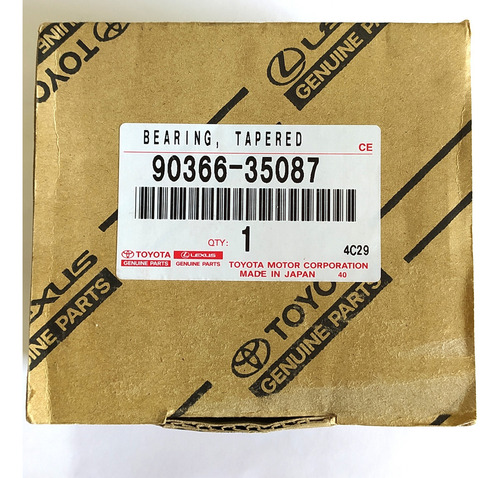 TOYOTA
GENUINE PARTS
LEXUS
GENUINE PARTS
BEARING, TAPERED
CE
90366-35087
QTY: 1
4C29
TOYOTA
GENUINE PARTS
LEXUS
GENUINE PARTS
TOYOTA MOTOR CORPORATION
MADE IN JAPAN 40
LEXUS
GENUINE PARTS
TOYOTA
GENUINE PARTS